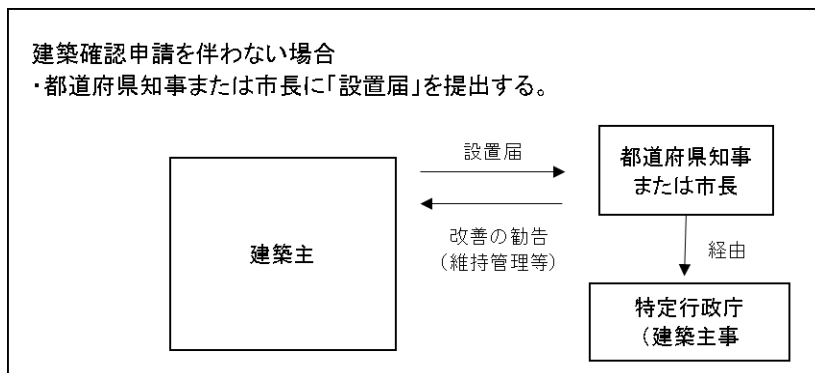 建築確認申請を伴わない場合
・都道府県知事または市長に「設置届」を提出する。
設置届
都道府県知事
または市長
建築主
改善の勧告
（維持管理等）
経由
特定行政庁
（建築主事